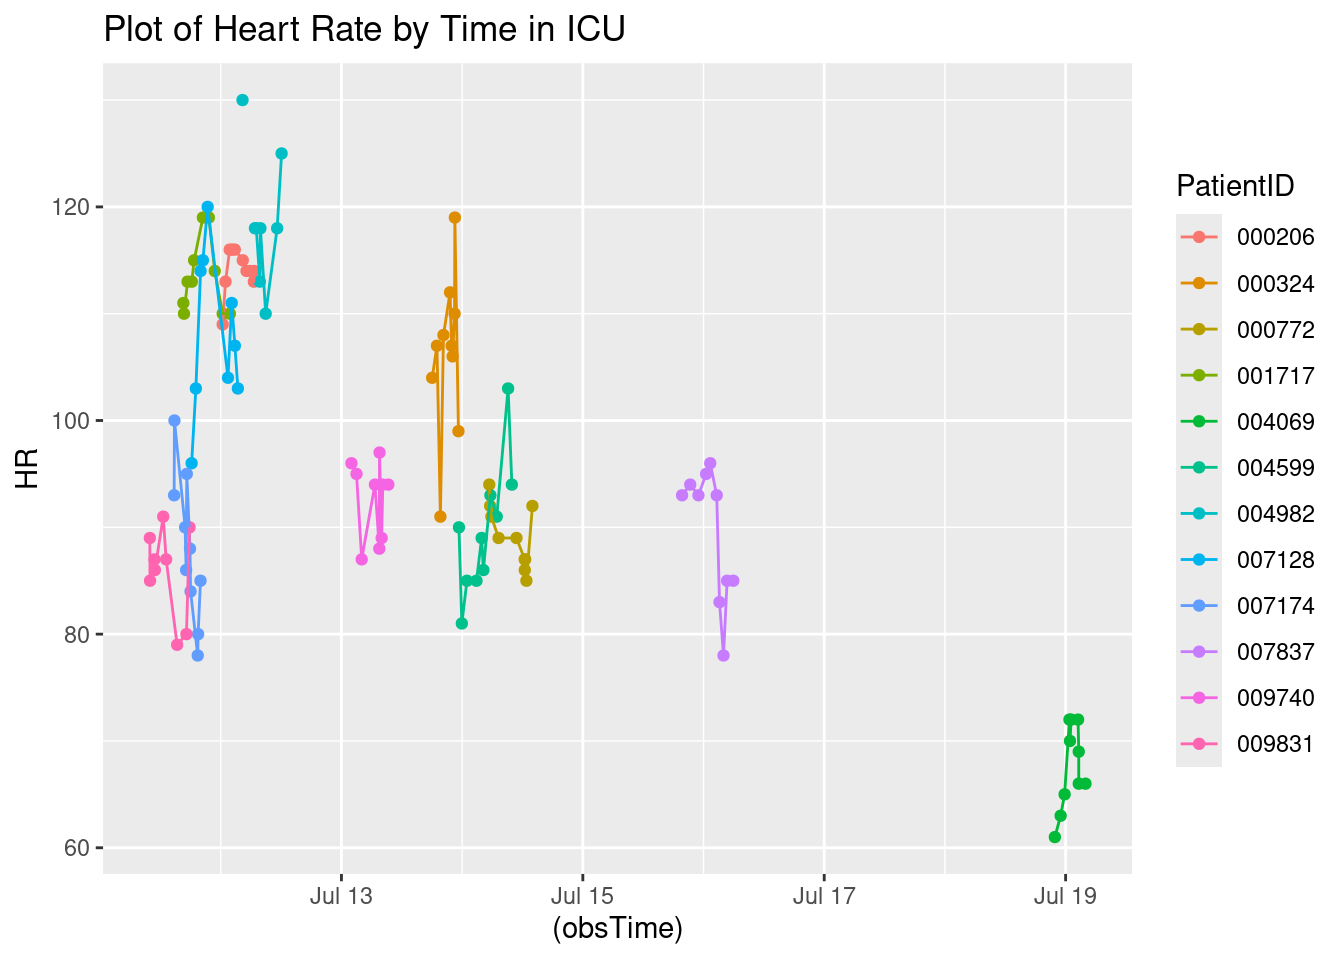 Plot of Heart Rate by Time in ICU
HR
120
100
80
60
Jul 13
Jul 15
Jul 17
Jul 19
(obsTime)
PatientID
000206
000324
000772
001717
004069
004599
004982
007128
007174
007837
009740
009831